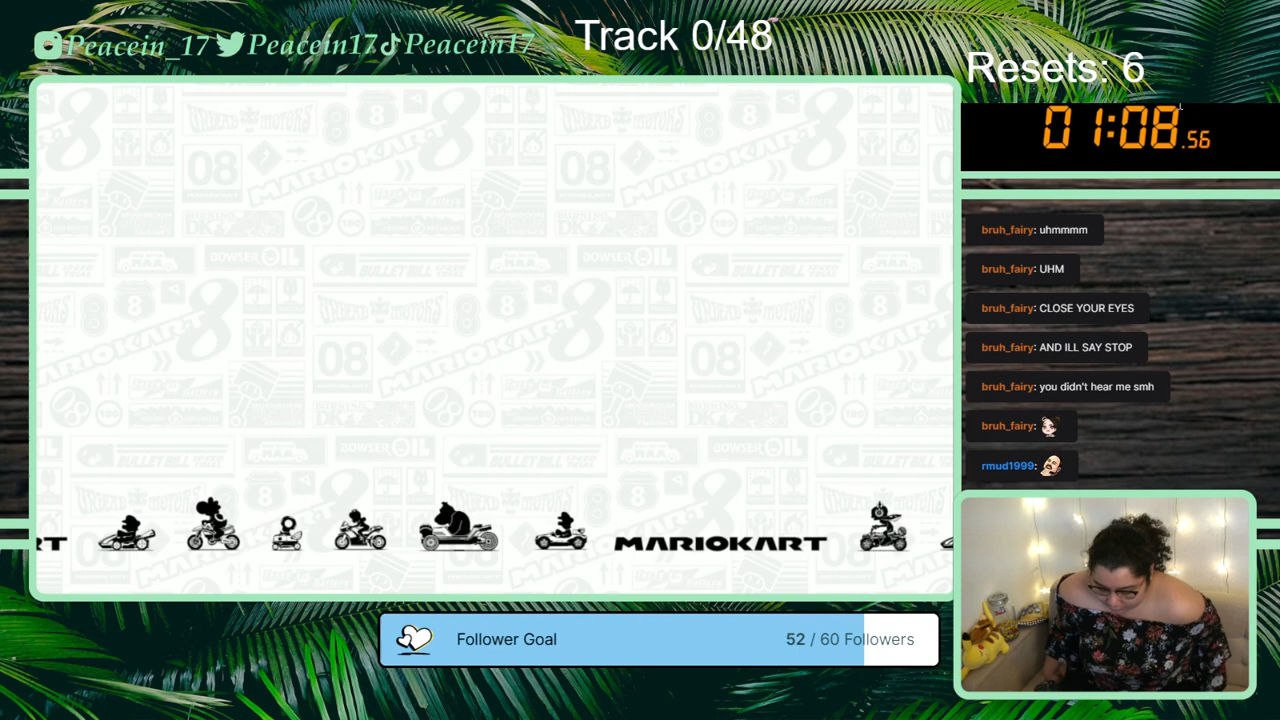 Peacein_17 Peacein17 Peacein17
Track 0/48
Resets: 6
01:08.56
bruh_fairy: uhmmmm
bruh_fairy: UHM
bruh_fairy: CLOSE YOUR EYES
bruh_fairy: AND ILL SAY STOP
bruh_fairy: you didn't hear me smh
bruh_fairy:
rmud1999:
RT MARIOKART
Follower Goal 52 / 60 Followers